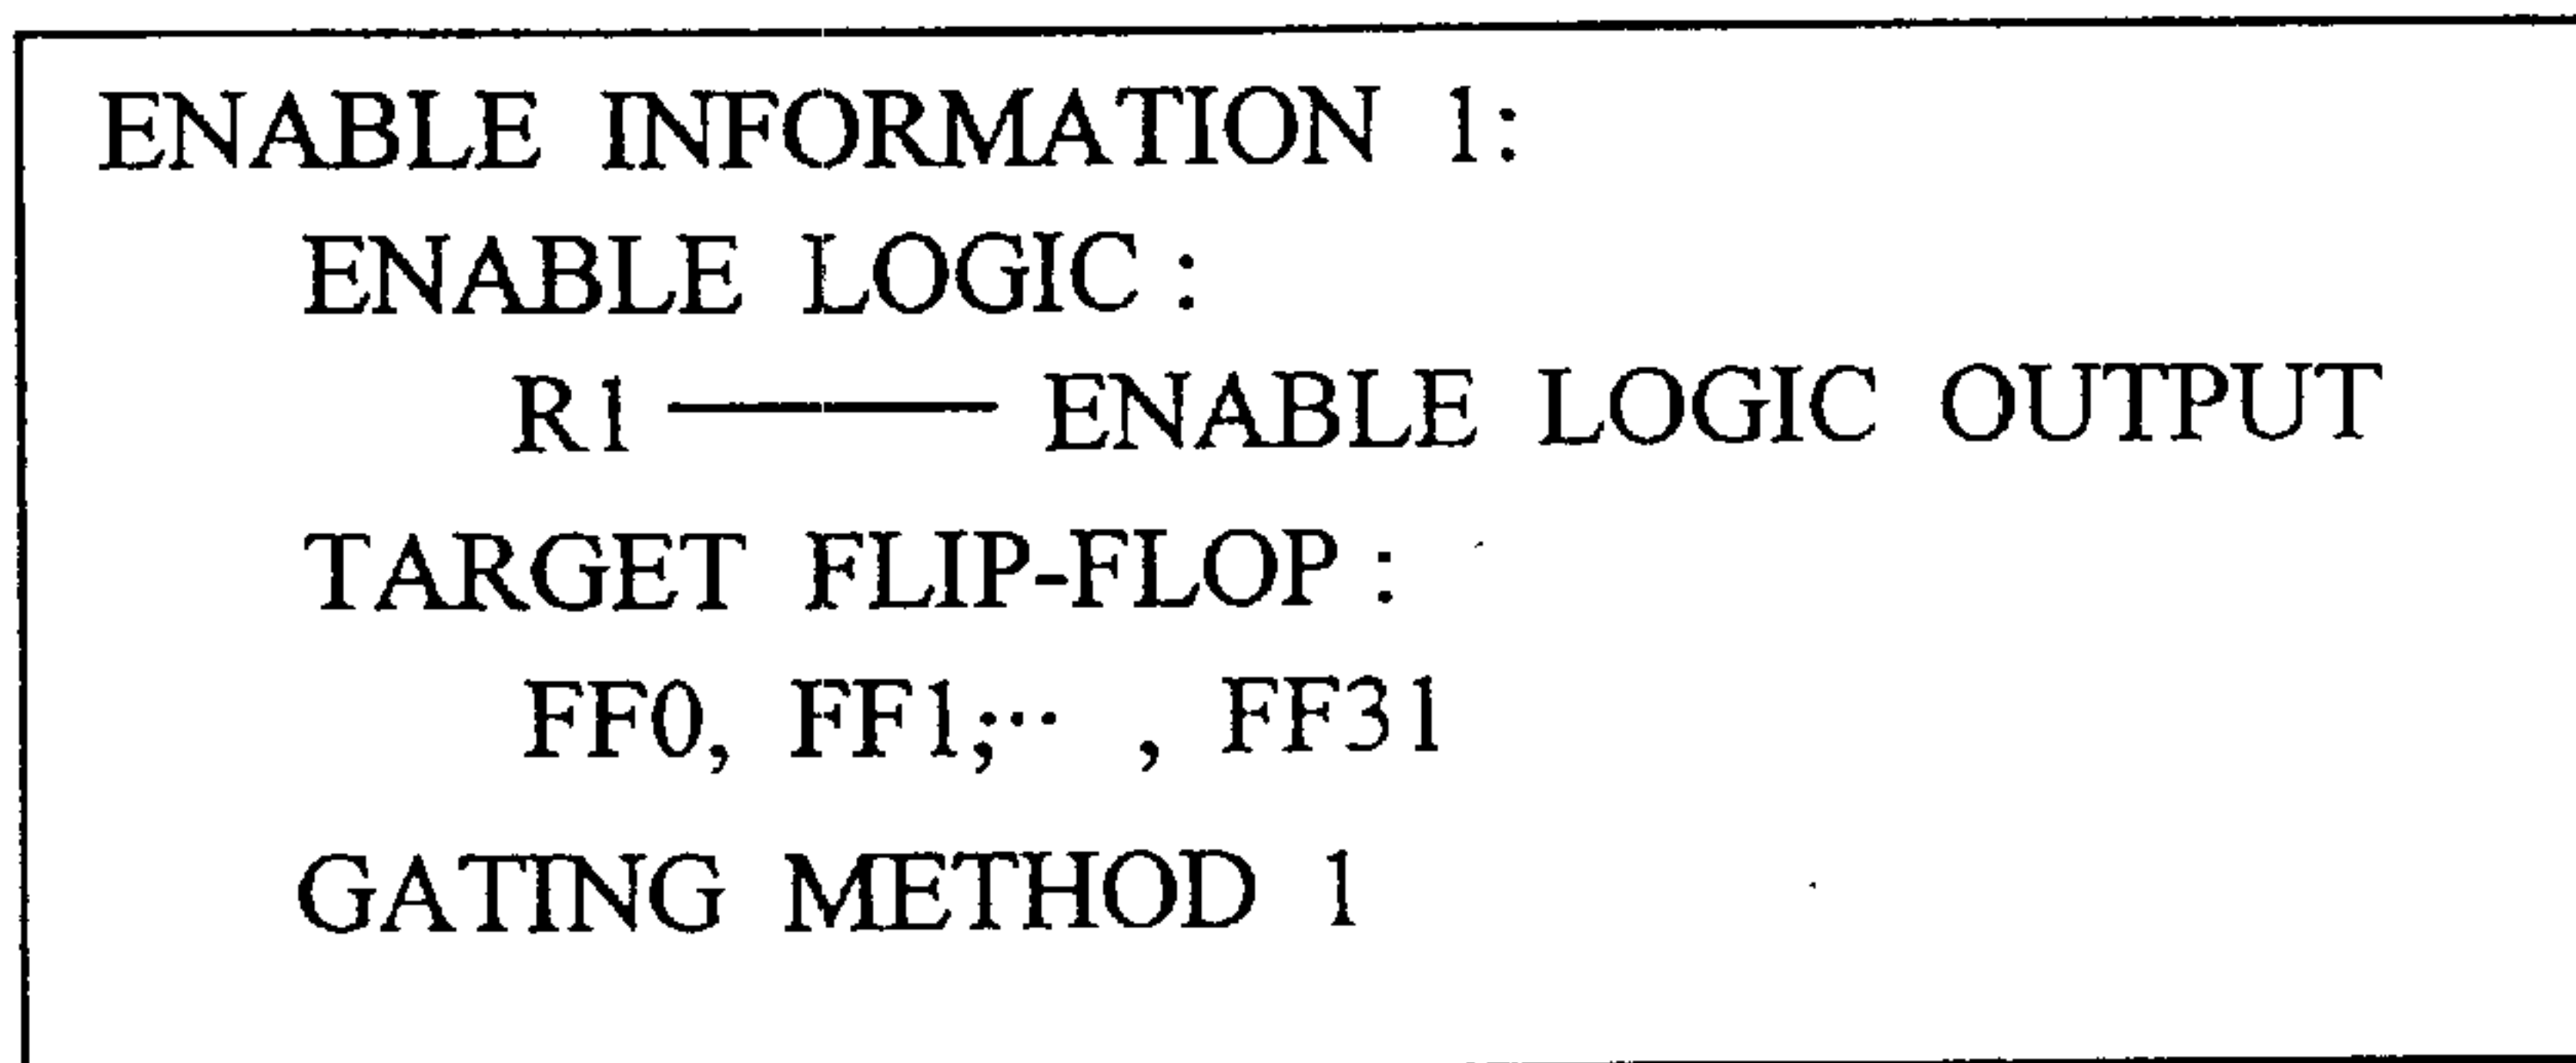 ENABLE INFORMATION 1:
ENABLE LOGIC :
R1 ——— ENABLE LOGIC OUTPUT
TARGET FLIP-FLOP :
FF0, FF1;··· , FF31
GATING METHOD 1